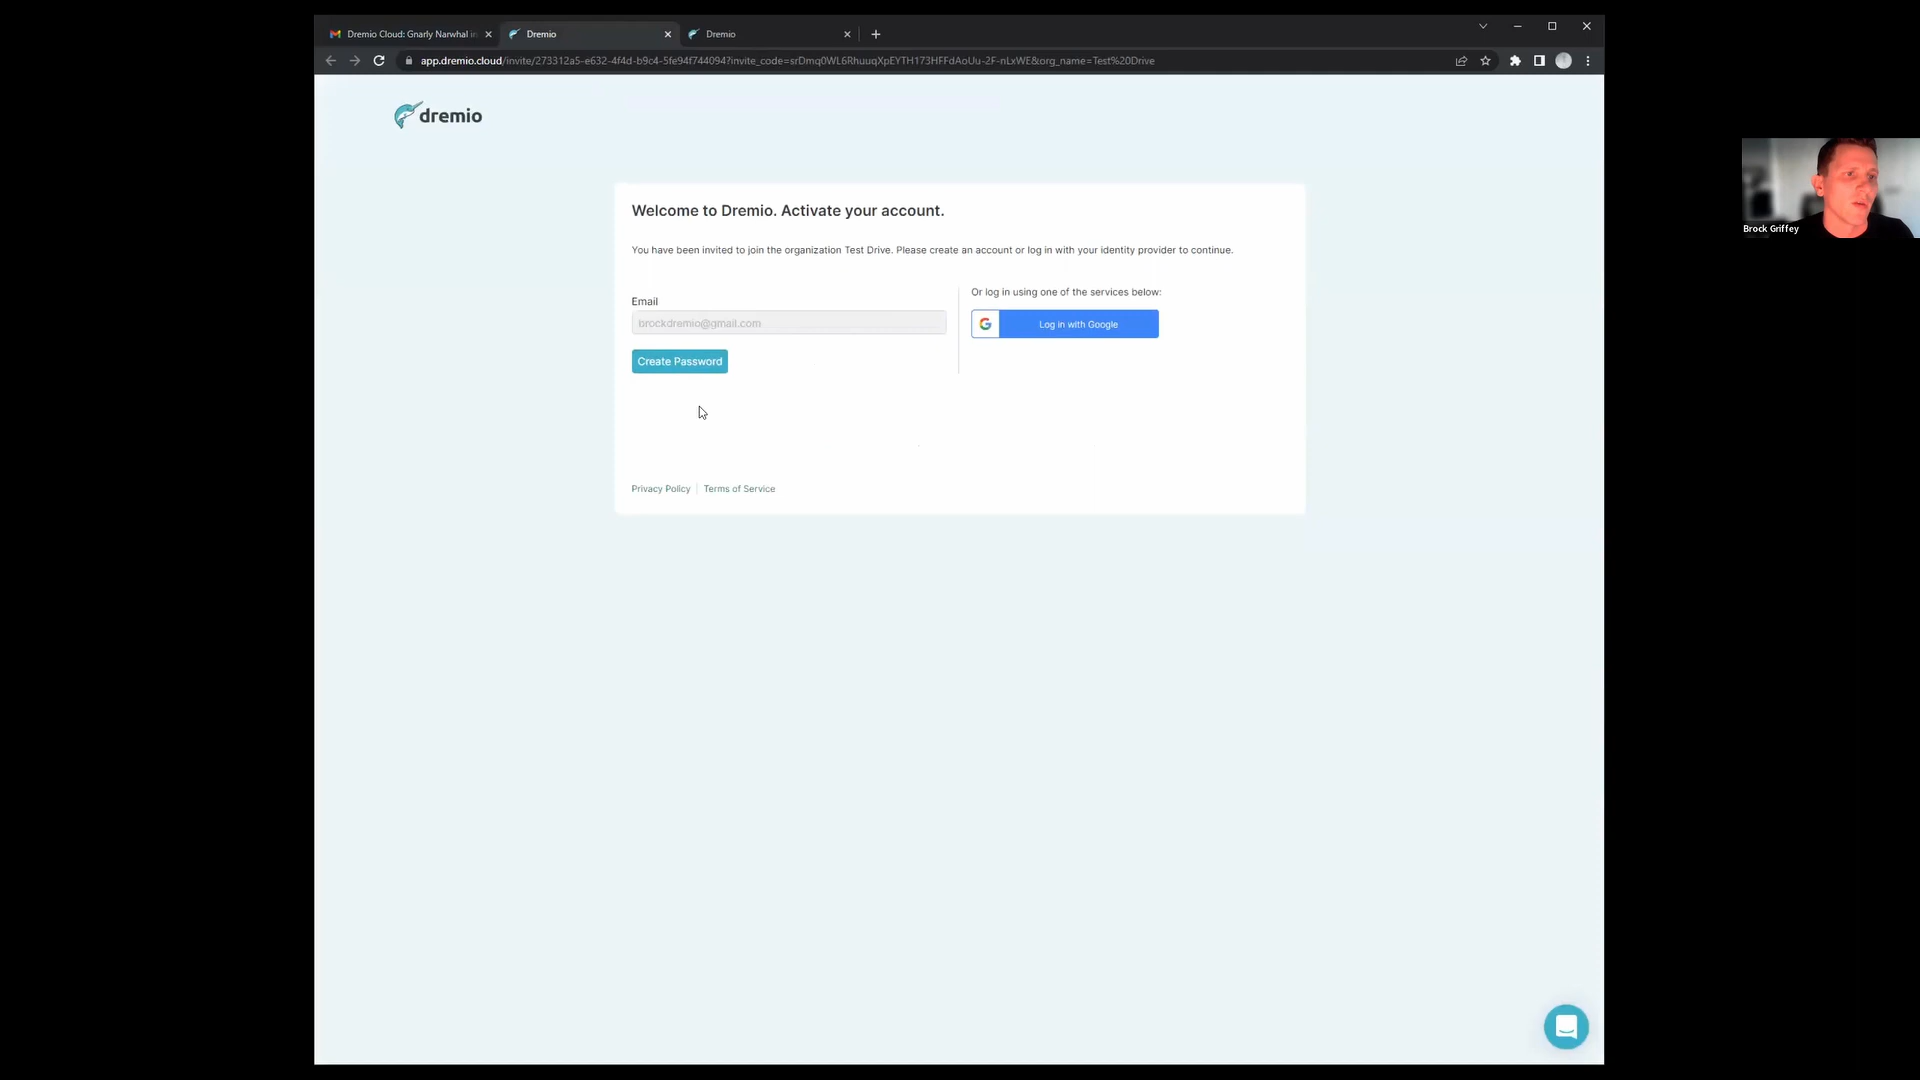 Dremio Cloud: Gnarly Narwhal in
Dremio
Dremio
app.dremio.cloud/invite/273312a5-e632-4f4d-b9c4-5fe94f744094?invite_code=srDmq0WL6RhuuqXpEYTH173HFFdAoUu-2F-nLxWE&org_name=Test%20Drive
dremio
Welcome to Dremio. Activate your account.
You have been invited to join the organization Test Drive. Please create an account or log in with your identity provider to continue.
Email
brockdremio@gmail.com
Create Password
Or log in using one of the services below:
Log in with Google
Privacy Policy
Terms of Service
Brock Griffey